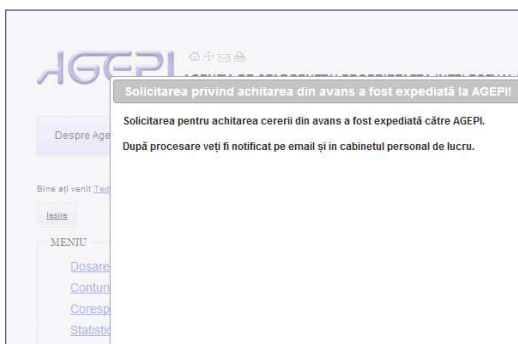 AGEPI
Solicitarea privind achitarea din avans a fost expediată la AGEPI!
Solicitarea pentru achitarea cererii din avans a fost expediată către AGEPI.
După procesare veți fi notificat pe email și in cabinetul personal de lucru.
Despre Age
Bine ați venit Ted
Iesire
MENIU
Dosare
Conturi
Coresp
Statistic